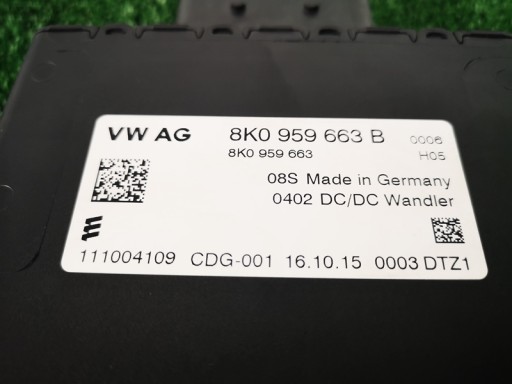 VW AG 8K0 959 663 B 0006
8K0 959 663 H05
08S Made in Germany
0402 DC/DC Wandler
111004109 CDG-001 16.10.15 0003 DTZ1